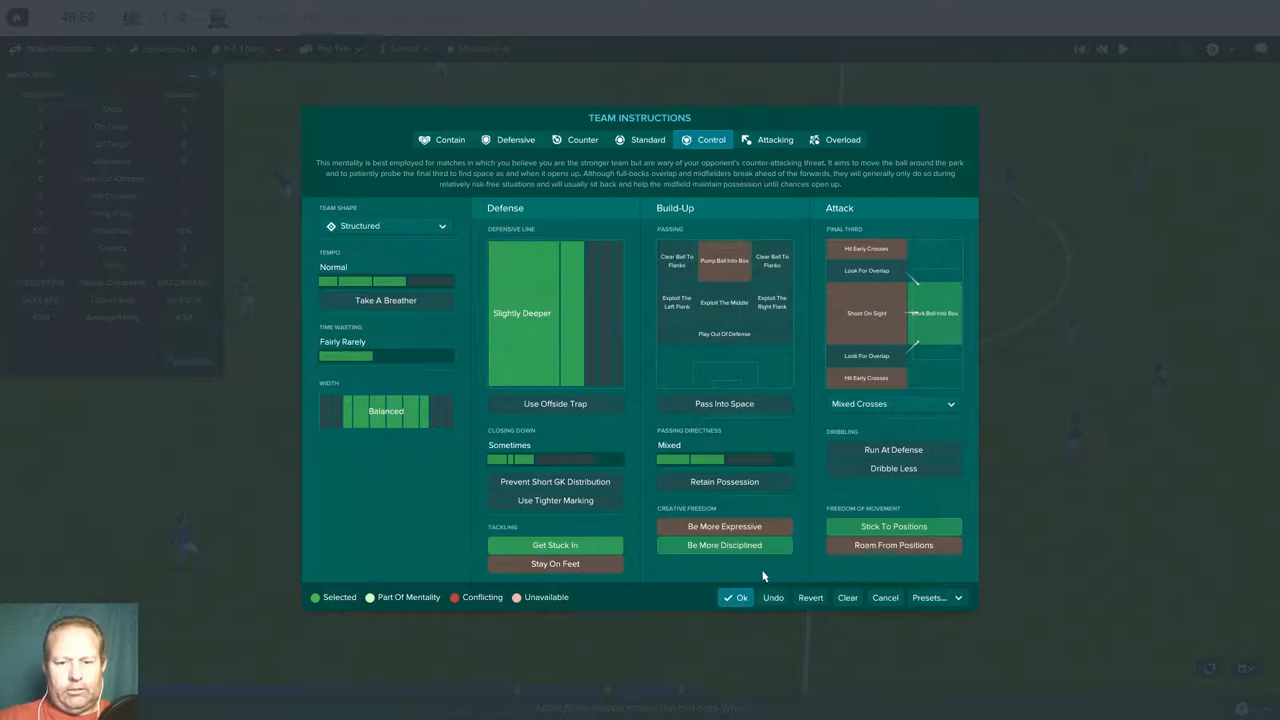 48:52
TEAM INSTRUCTIONS
Contain Defensive Counter Standard Control Attacking Overload
This mentality is best employed for matches in which you believe you are the stronger team but are wary of your opponent's counter-attacking threat. It aims to move the ball around the park
and to patiently probe the final third to find space as and when it opens up. Although full-backs overlap and midfielders break ahead of the forwards, they will generally only do so during
relatively risk-free situations and will usually sit back and help the midfield maintain possession until chances open up.
TEAM SHAPE
Structured
TEMPO
Normal
Take A Breather
TIME WASTING
Fairly Rarely
WIDTH
Balanced
Defense
DEFENSIVE LINE
Slightly Deeper
Use Offside Trap
CLOSING DOWN
Sometimes
Prevent Short GK Distribution
Use Tighter Marking
TACKLING
Get Stuck In
Stay On Feet
Build-Up
PASSING
Clear Ball To
Flanks
Pump Ball Into Box
Clear Ball To
Flanks
Exploit The
Left Flank
Exploit The Middle
Exploit The
Right Flank
Play Out Of Defense
Pass Into Space
PASSING DIRECTNESS
Mixed
Retain Possession
CREATIVE FREEDOM
Be More Expressive
Be More Disciplined
Attack
FINAL THIRD
Hit Early Crosses
Look For Overlap
Shoot On Sight
Work Ball Into Box
Look For Overlap
Hit Early Crosses
Mixed Crosses
DRIBBLING
Run At Defense
Dribble Less
FREEDOM OF MOVEMENT
Stick To Positions
Roam From Positions
Selected Part Of Mentality Conflicting Unavailable
Ok Undo Revert Clear Cancel Presets...